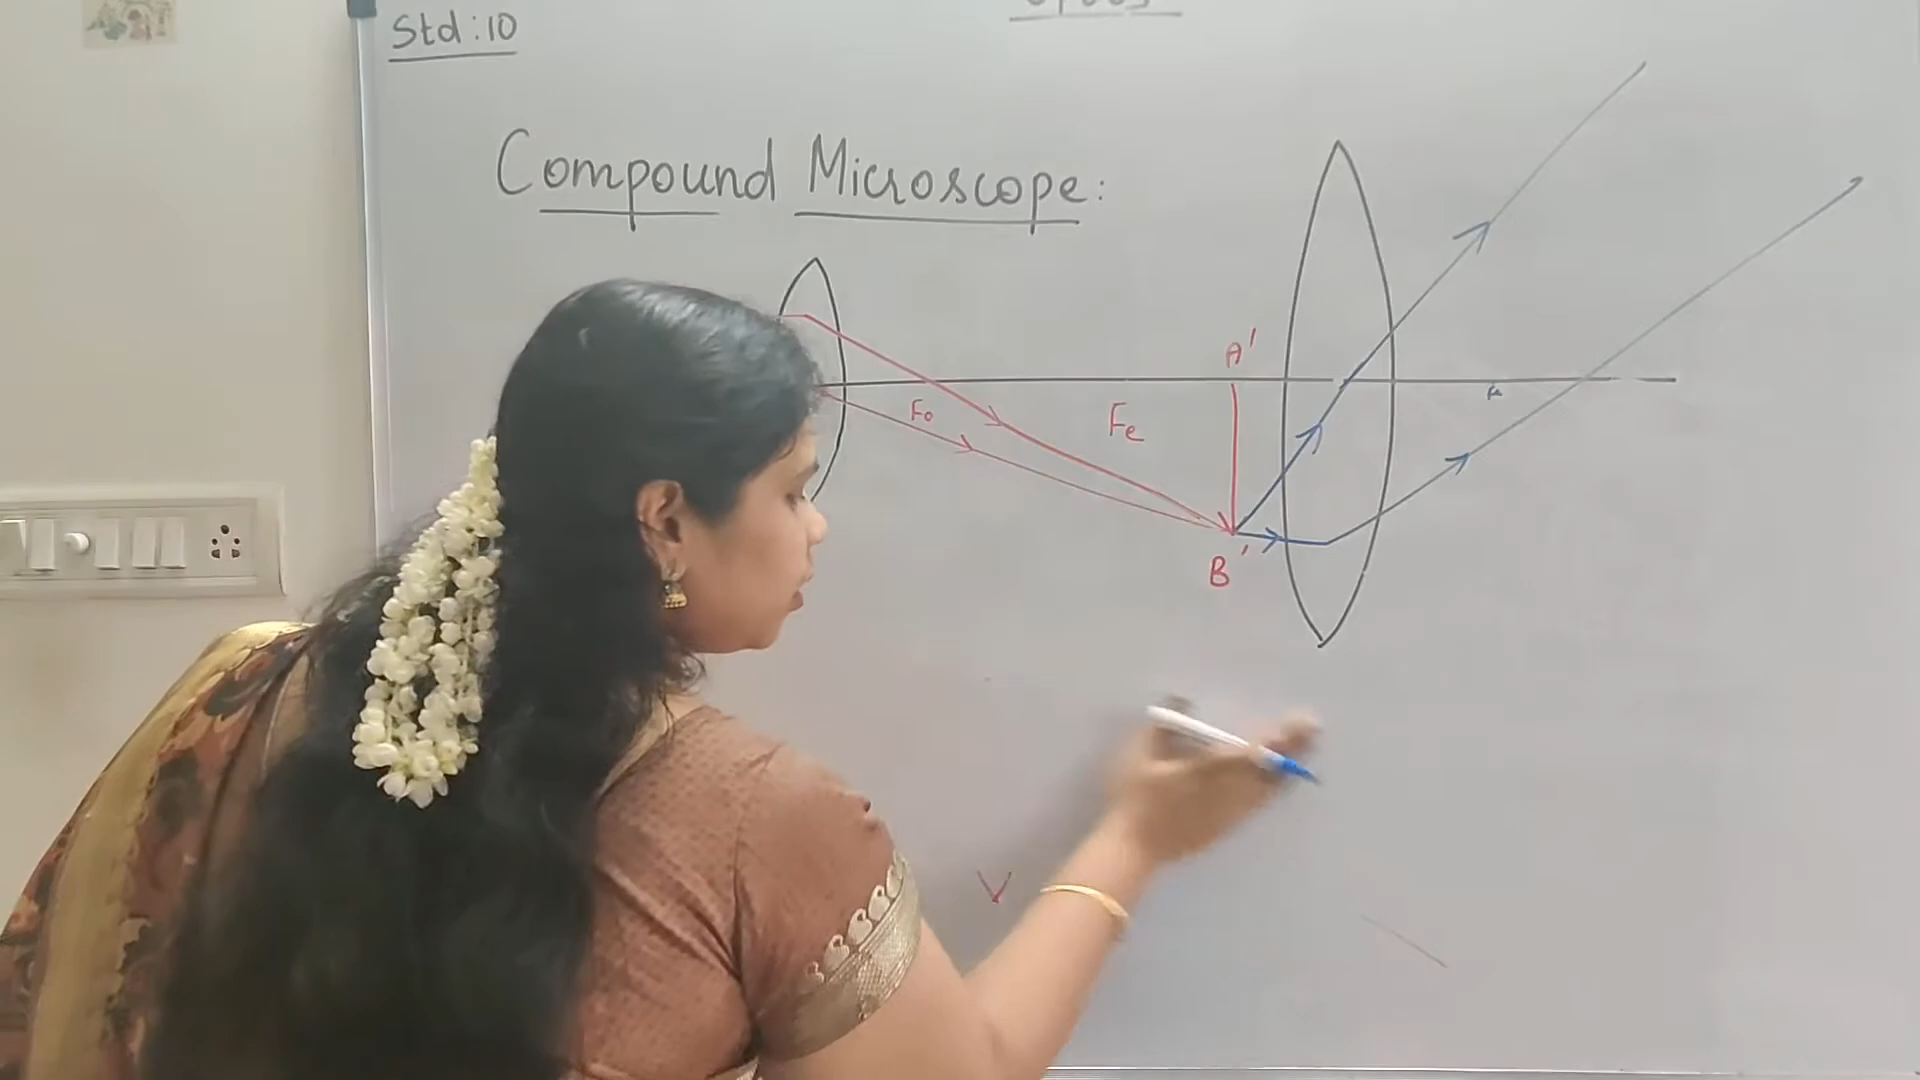 Std : 10
Compound Microscope :
A'
Fo
Fe
B'